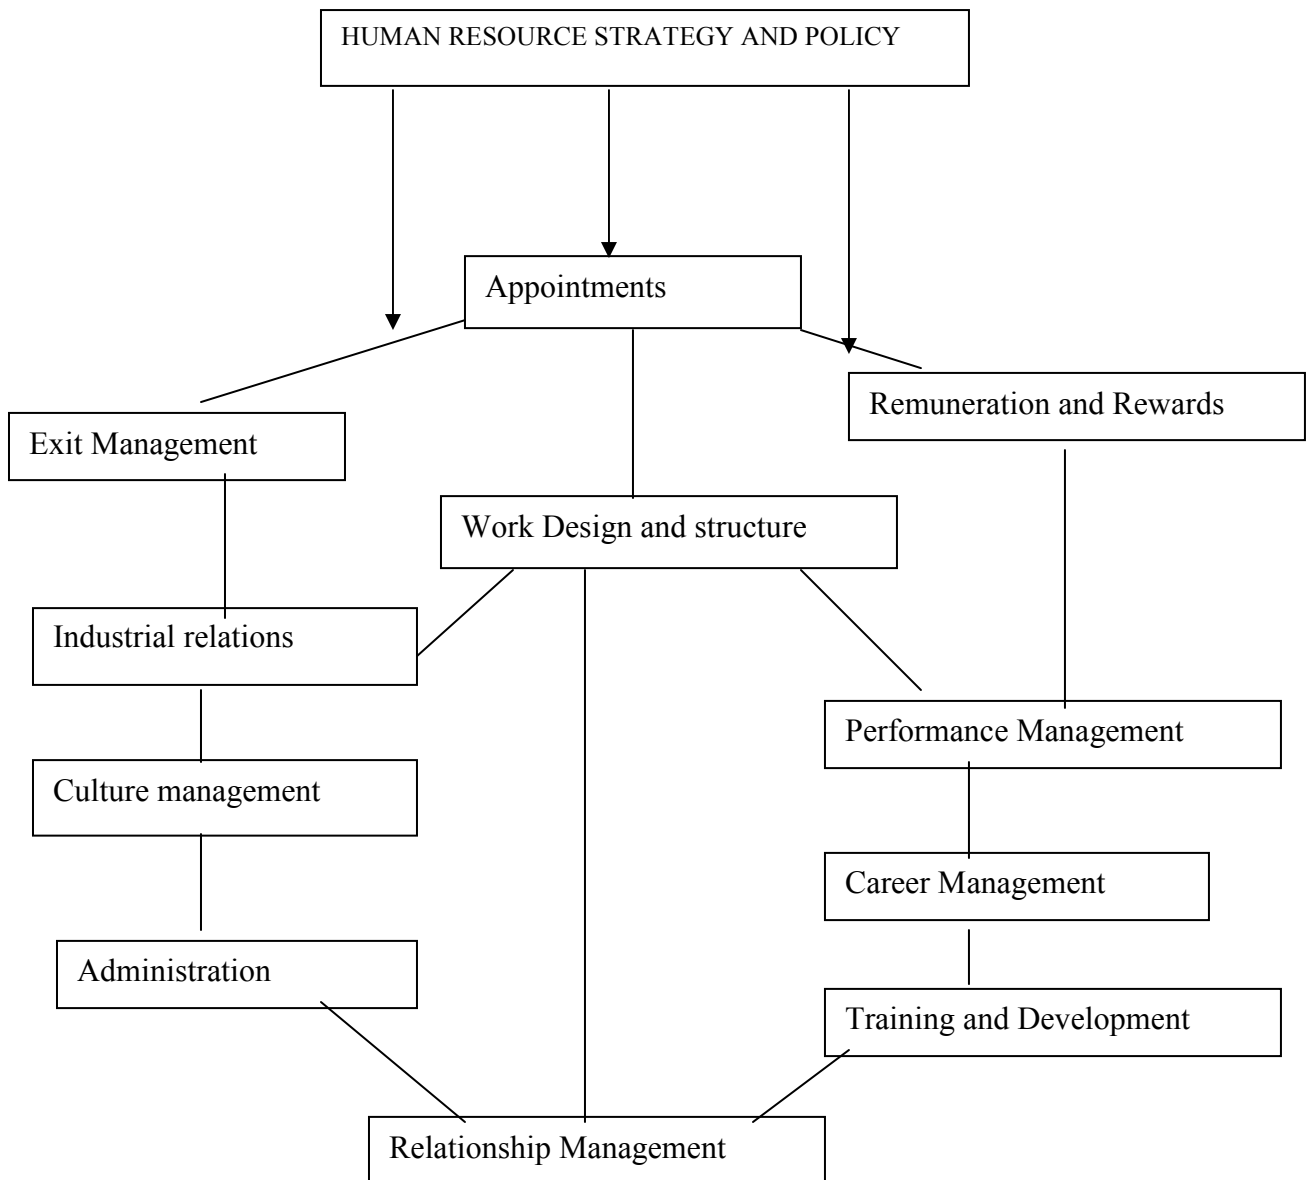 HUMAN RESOURCE STRATEGY AND POLICY
Appointments
Remuneration and Rewards
Exit Management
Work Design and structure
Industrial relations
Performance Management
Culture management
Career Management
Administration
Training and Development
Relationship Management